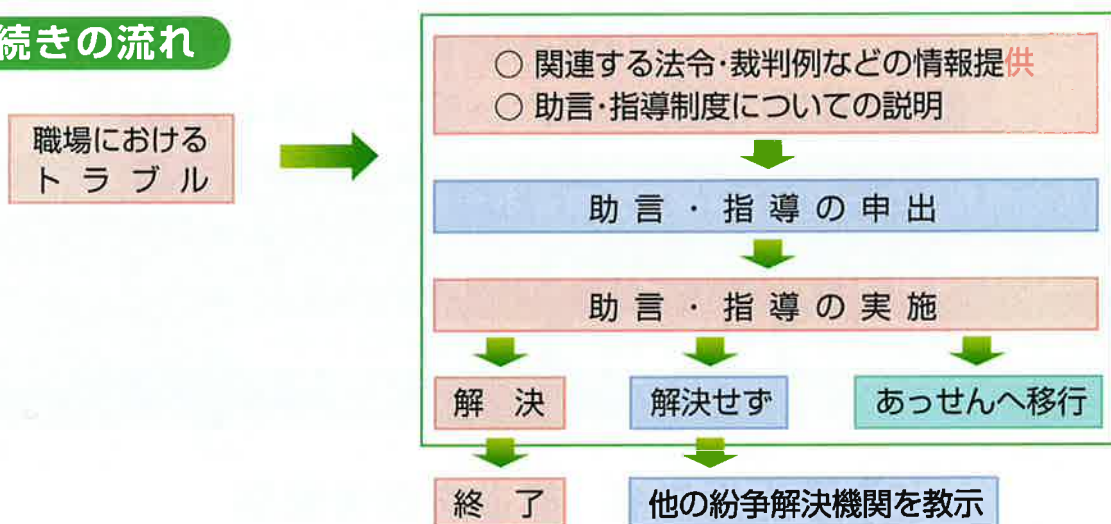 続きの流れ
職場における
トラブル
○ 関連する法令・裁判例などの情報提供
○ 助言・指導制度についての説明
助言・指導の申出
助言・指導の実施
解決
解決せず
あっせんへ移行
終了
他の紛争解決機関を教示